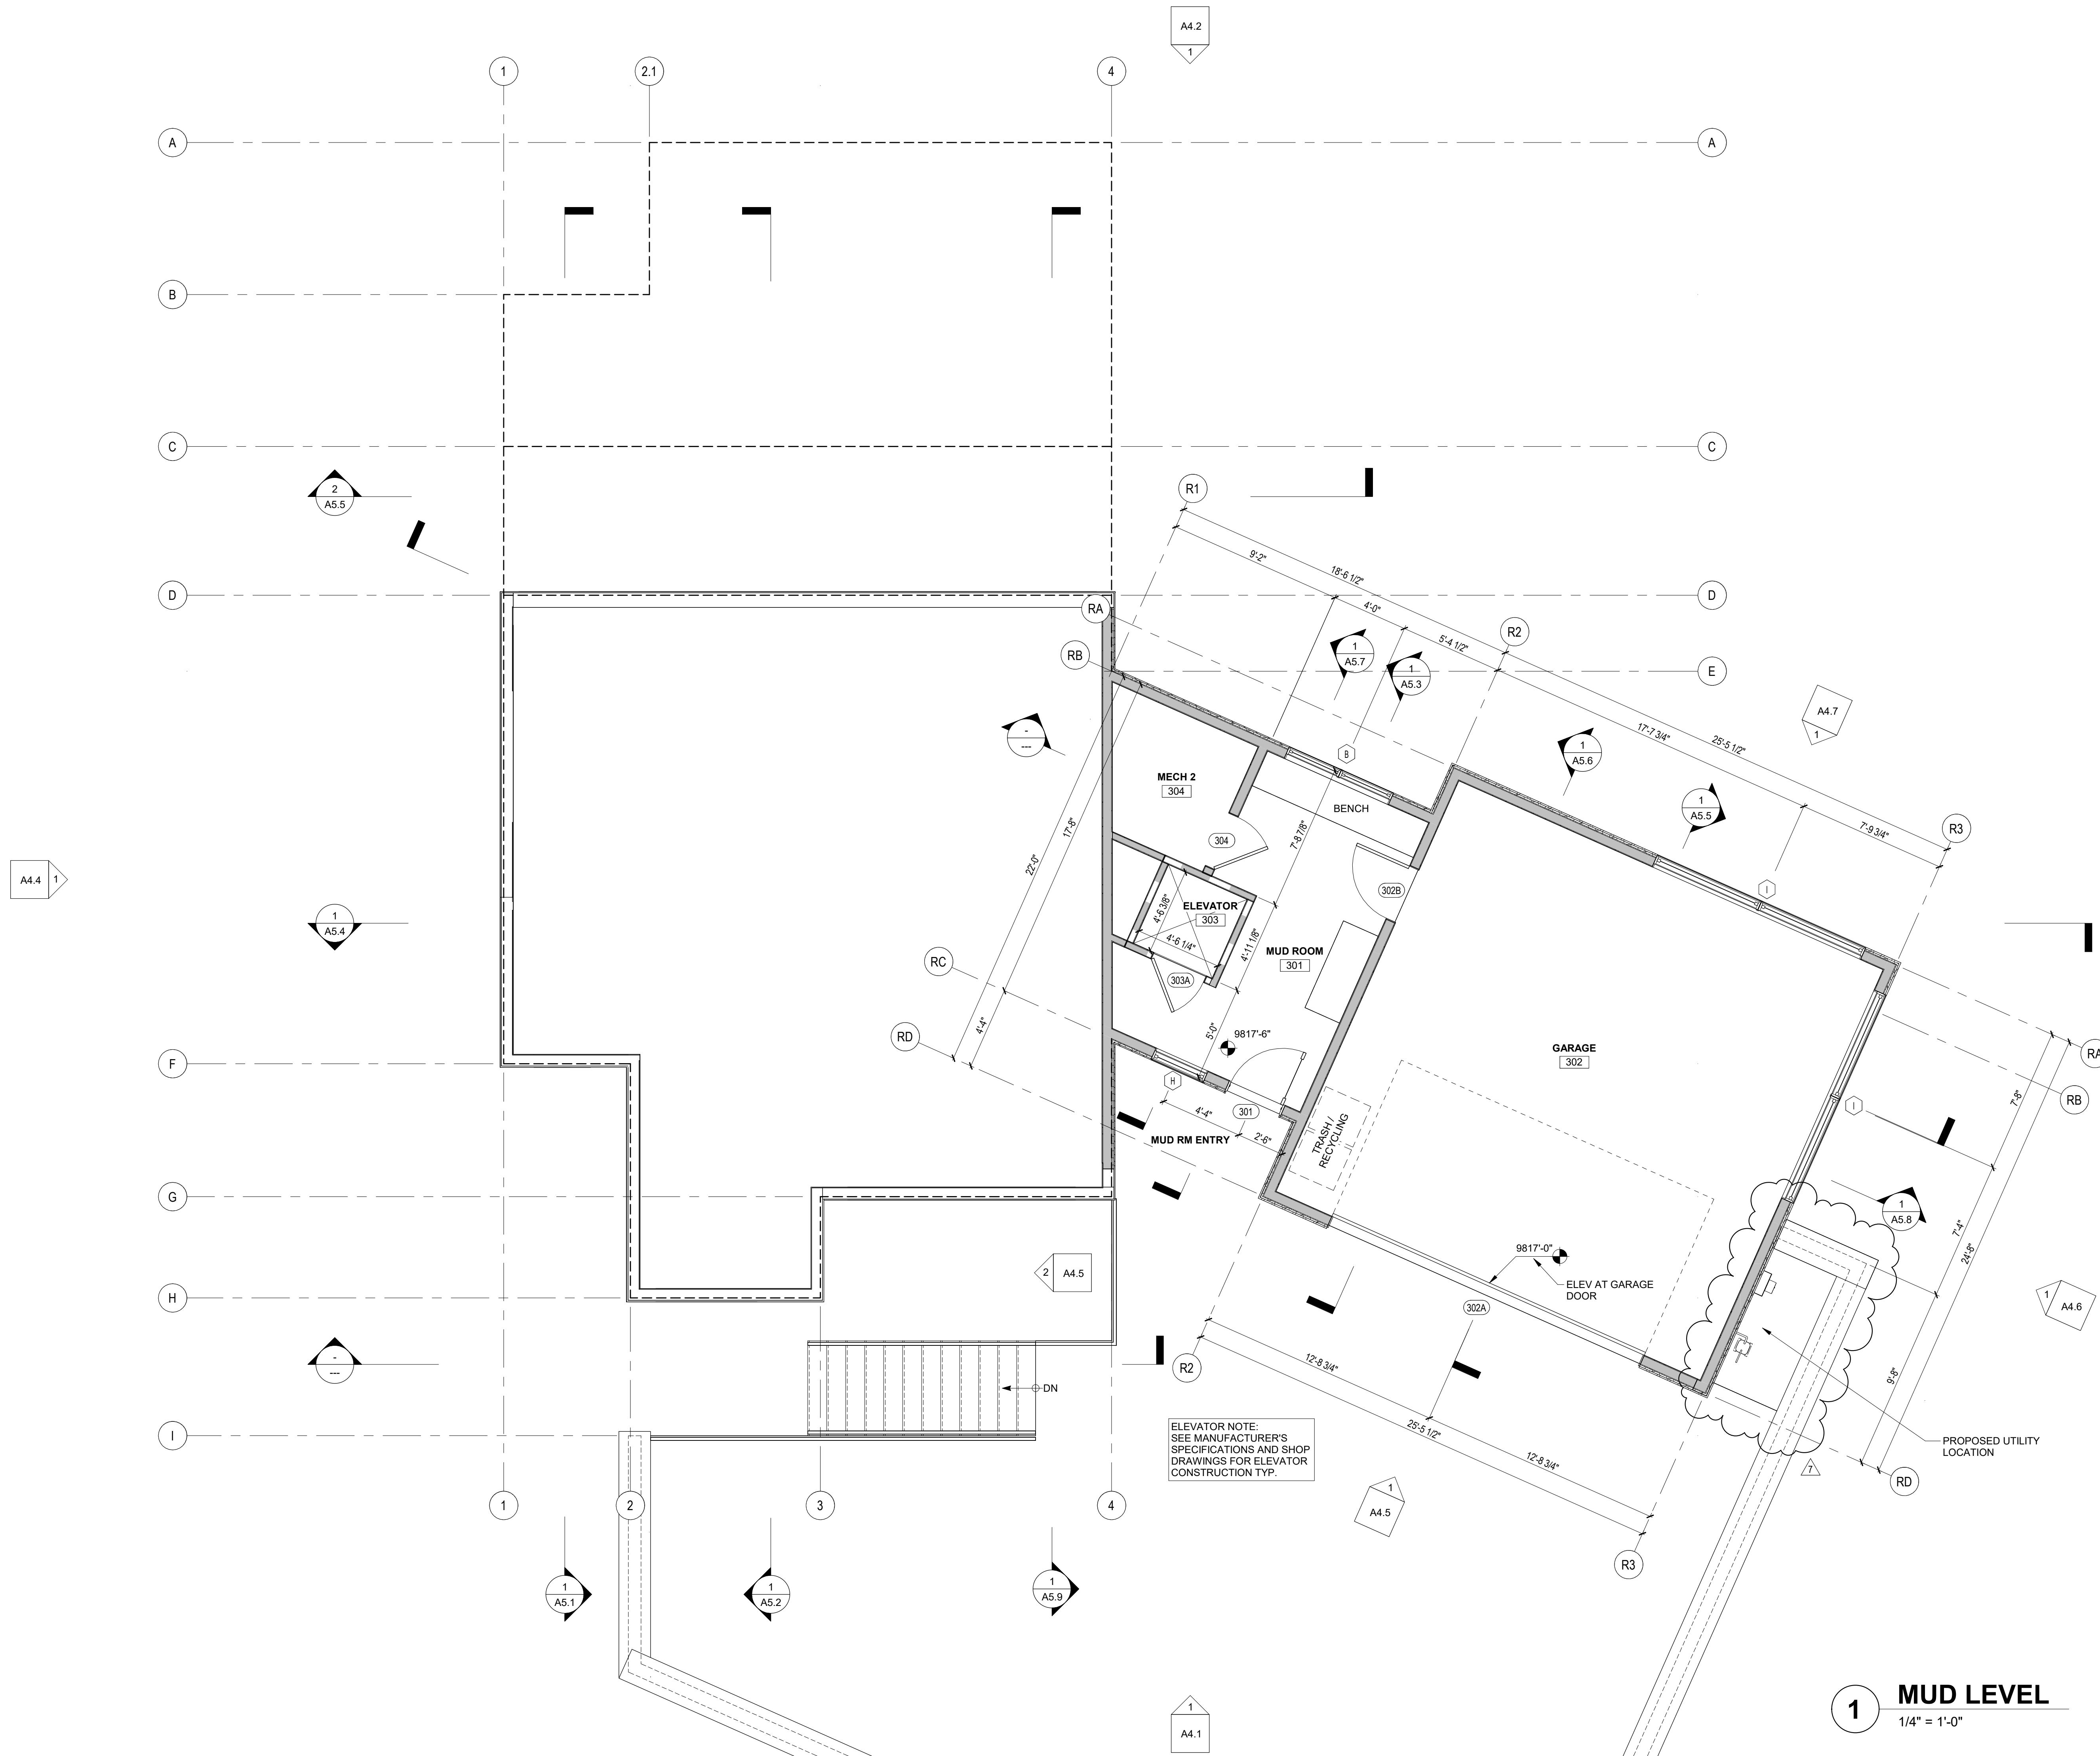 A4.2
1
1
2.1
4
A
A
B
C
C
2
A5.5
R1
9'-2"
18'-6 1/2"
D
D
RA
4'-0"
5'-4 1/2"
R2
RB
1
A5.7
1
A5.3
E
A4.7
1
17'-7 3/4"
25'-5 1/2"
-
---
B
1
A5.6
MECH 2
304
BENCH
1
A5.5
7'-9 3/4"
R3
17'-8"
22'-0"
304
7'-8 7/8"
A4.4
1
302B
I
4'-6 3/8"
ELEVATOR
303
1
A5.4
4'-6 1/4"
4'-11 1/8"
MUD ROOM
301
RC
303A
4'-4"
5'-0"
9817'-6"
RD
GARAGE
302
RA
F
H
7'-8"
RB
I
4'-4"
301
2'-6"
MUD RM ENTRY
TRASH /
RECYCLING
G
1
A5.8
7'-4"
24'-8"
9817'-0"
2
A4.5
ELEV AT GARAGE
DOOR
H
302A
1
A4.6
-
---
R2
12'-8 3/4"
9'-8"
DN
25'-5 1/2"
I
ELEVATOR NOTE:
SEE MANUFACTURER'S
SPECIFICATIONS AND SHOP
DRAWINGS FOR ELEVATOR
CONSTRUCTION TYP.
12'-8 3/4"
PROPOSED UTILITY
LOCATION
7
RD
1
2
3
4
1
A4.5
R3
1
A5.1
1
A5.2
1
A5.9
1
A4.1
1
MUD LEVEL
1/4" = 1'-0"